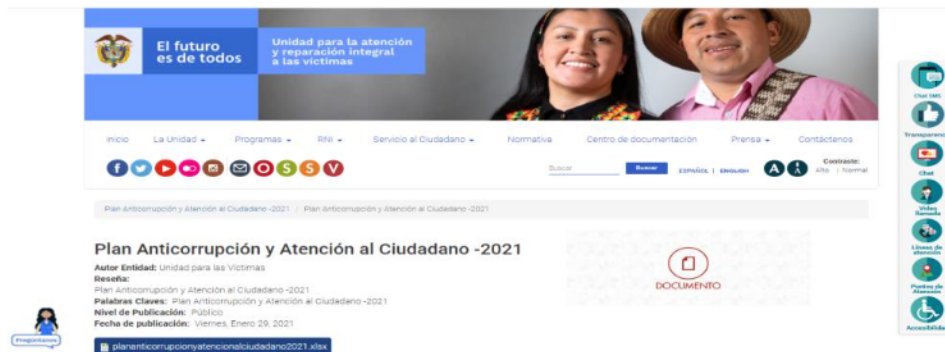 El futuro
es de todos
Unidad para la atención
y reparación integral
a las víctimas
Inicio La Unidad Programas RNI Servicio al Ciudadano Normativa Centro de documentación Prensa Contáctenos
Buscar Buscar ESPAÑOL | ENGLISH A A Contraste:
Alto | Normal
Plan Anticorrupción y Atención al Ciudadano -2021 / Plan Anticorrupción y Atención al Ciudadano -2021
Plan Anticorrupción y Atención al Ciudadano -2021
Autor Entidad: Unidad para las Víctimas
Reseña:
Plan Anticorrupción y Atención al Ciudadano -2021
Palabras Claves: Plan Anticorrupción y Atención al Ciudadano -2021
Nivel de Publicación: Público
Fecha de publicación: Viernes, Enero 29, 2021
plananticorrupcionyatencionalciudadano2021.xlsx
DOCUMENTO
Pregúntanos
Chat SMS
Transparenc
Chat
Video
llamada
Líneas de
atención
Puntos de
Atención
Accesibilida